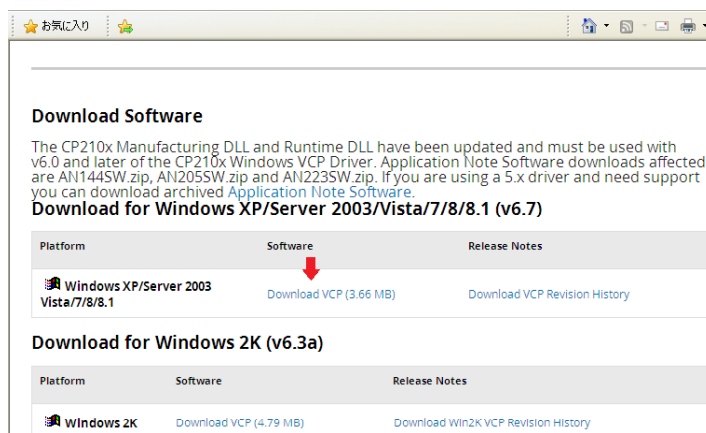 お気に入り
Download Software
The CP210x Manufacturing DLL and Runtime DLL have been updated and must be used with
v6.0 and later of the CP210x Windows VCP Driver. Application Note Software downloads affected
are AN144SW.zip, AN205SW.zip and AN223SW.zip. If you are using a 5.x driver and need support
you can download archived Application Note Software.
Download for Windows XP/Server 2003/Vista/7/8/8.1 (v6.7)
Platform Software Release Notes
Windows XP/Server 2003
Vista/7/8/8.1
Download VCP (3.66 MB) Download VCP Revision History
Download for Windows 2K (v6.3a)
Platform Software Release Notes
Windows 2K Download VCP (4.79 MB) Download Win2K VCP Revision History